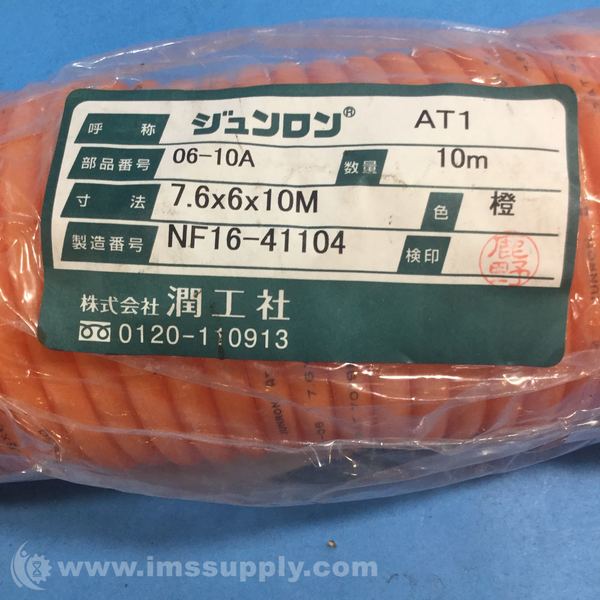 呼称 ジュンロン® AT1
部品番号 06-10A 数量 10m
寸法 7.6x6x10M 色 橙
製造番号 NF16-41104 検印 鹿野
株式会社 潤工社
0120-110913
www.imssupply.com